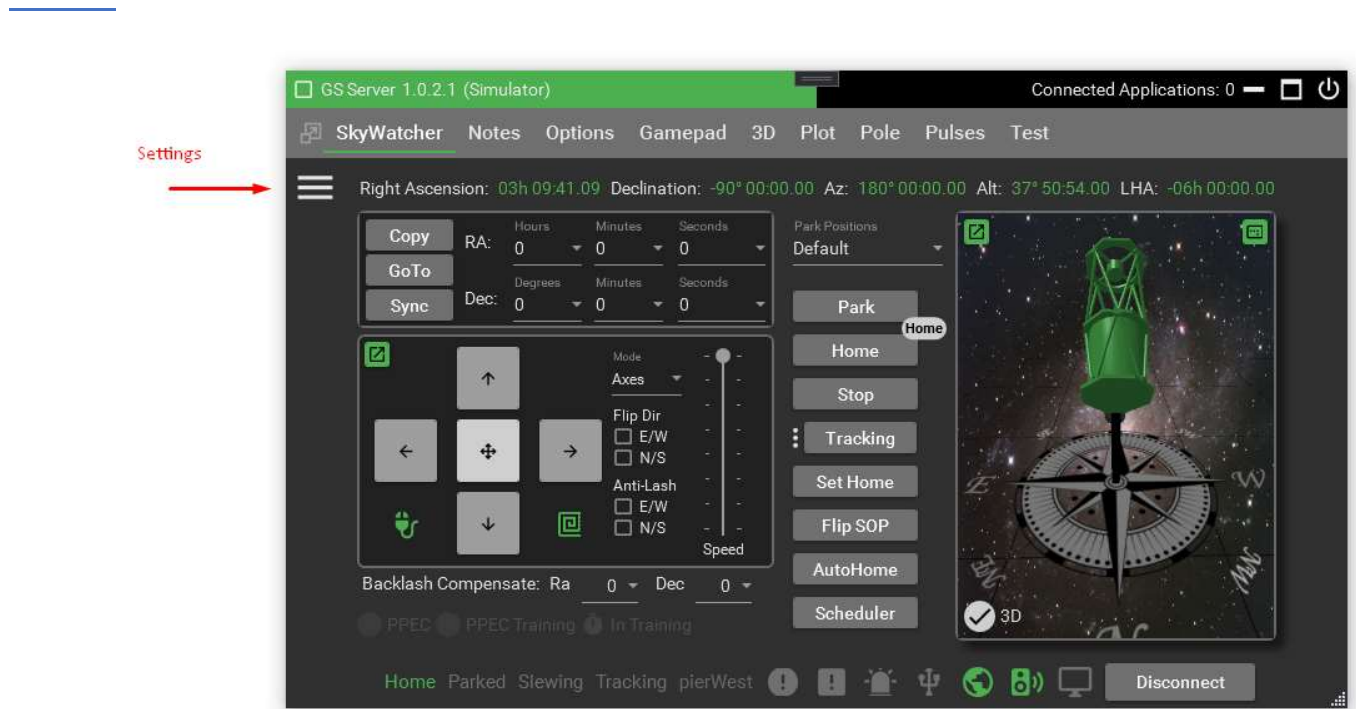 GS Server 1.0.2.1 (Simulator) Connected Applications: 0
SkyWatcher Notes Options Gamepad 3D Plot Pole Pulses Test
Settings
Right Ascension: 03h 09:41.09 Declination: -90° 00:00.00 Az: 180° 00:00.00 Alt: 37° 50:54.00 LHA: -06h 00:00.00
Copy
GoTo
Sync
Hours Minutes Seconds
RA: 0 0 0
Degrees Minutes Seconds
Dec: 0 0 0
Park Positions
Default
Park
Home
Home
Stop
Tracking
Set Home
Flip SOP
AutoHome
Scheduler
Mode
Axes
Flip Dir
E/W
N/S
Anti-Lash
E/W
N/S
Speed
Backlash Compensate: Ra 0 Dec 0
PPEC PPEC Training In Training
E
W
NE
NW
N
3D
Home Parked Slewing Tracking pierWest
Disconnect